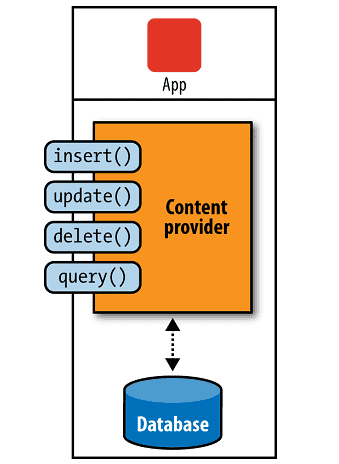 App
insert()
update()
delete()
query()
Content
provider
Database